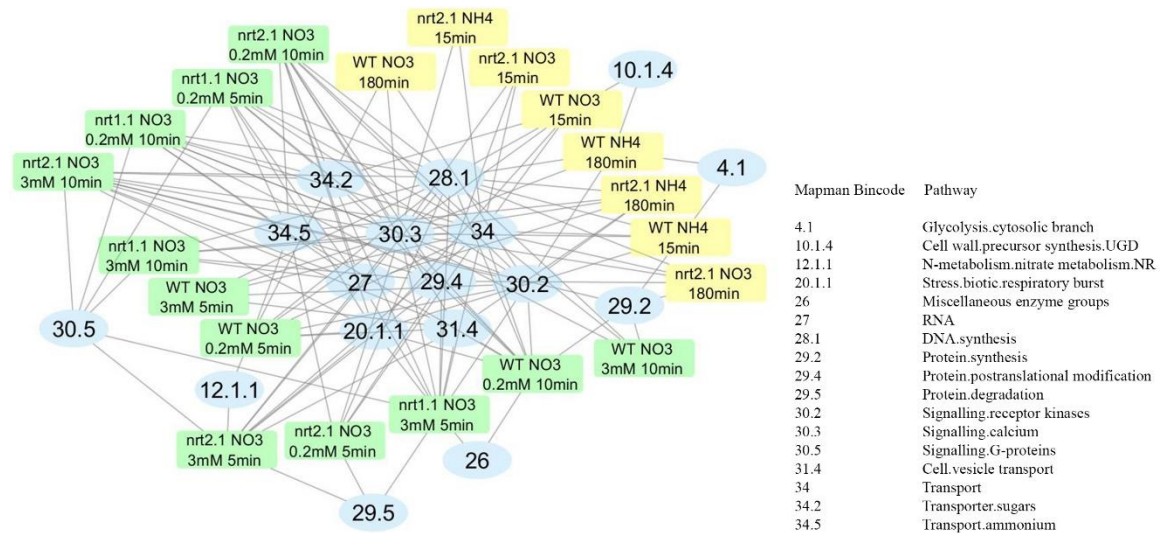 nrt2.1 NH4
15min
nrt2.1 NO3
0.2mM 10min
WT NO3
180min
nrt2.1 NO3
15min
10.1.4
nrt1.1 NO3
0.2mM 5min
WT NO3
15min
nrt1.1 NO3
0.2mM 10min
WT NH4
180min
nrt2.1 NO3
3mM 10min
34.2
28.1
4.1
nrt2.1 NH4
180min
34.5
30.3
34
WT NH4
15min
nrt1.1 NO3
3mM 10min
27
29.4
30.2
nrt2.1 NO3
180min
WT NO3
3mM 5min
29.2
30.5
WT NO3
0.2mM 5min
20.1.1
31.4
WT NO3
3mM 10min
WT NO3
0.2mM 10min
12.1.1
nrt1.1 NO3
3mM 5min
nrt2.1 NO3
3mM 5min
nrt2.1 NO3
0.2mM 5min
26
29.5
Mapman Bincode Pathway
4.1 Glycolysis.cytosolic branch
10.1.4 Cell wall.precursor synthesis.UGD
12.1.1 N-metabolism.nitrate metabolism.NR
20.1.1 Stress.biotic.respiratory burst
26 Miscellaneous enzyme groups
27 RNA
28.1 DNA.synthesis
29.2 Protein.synthesis
29.4 Protein.postranslational modification
29.5 Protein.degradation
30.2 Signalling.receptor kinases
30.3 Signalling.calcium
30.5 Signalling.G-proteins
31.4 Cell.vesicle transport
34 Transport
34.2 Transporter.sugars
34.5 Transport.ammonium